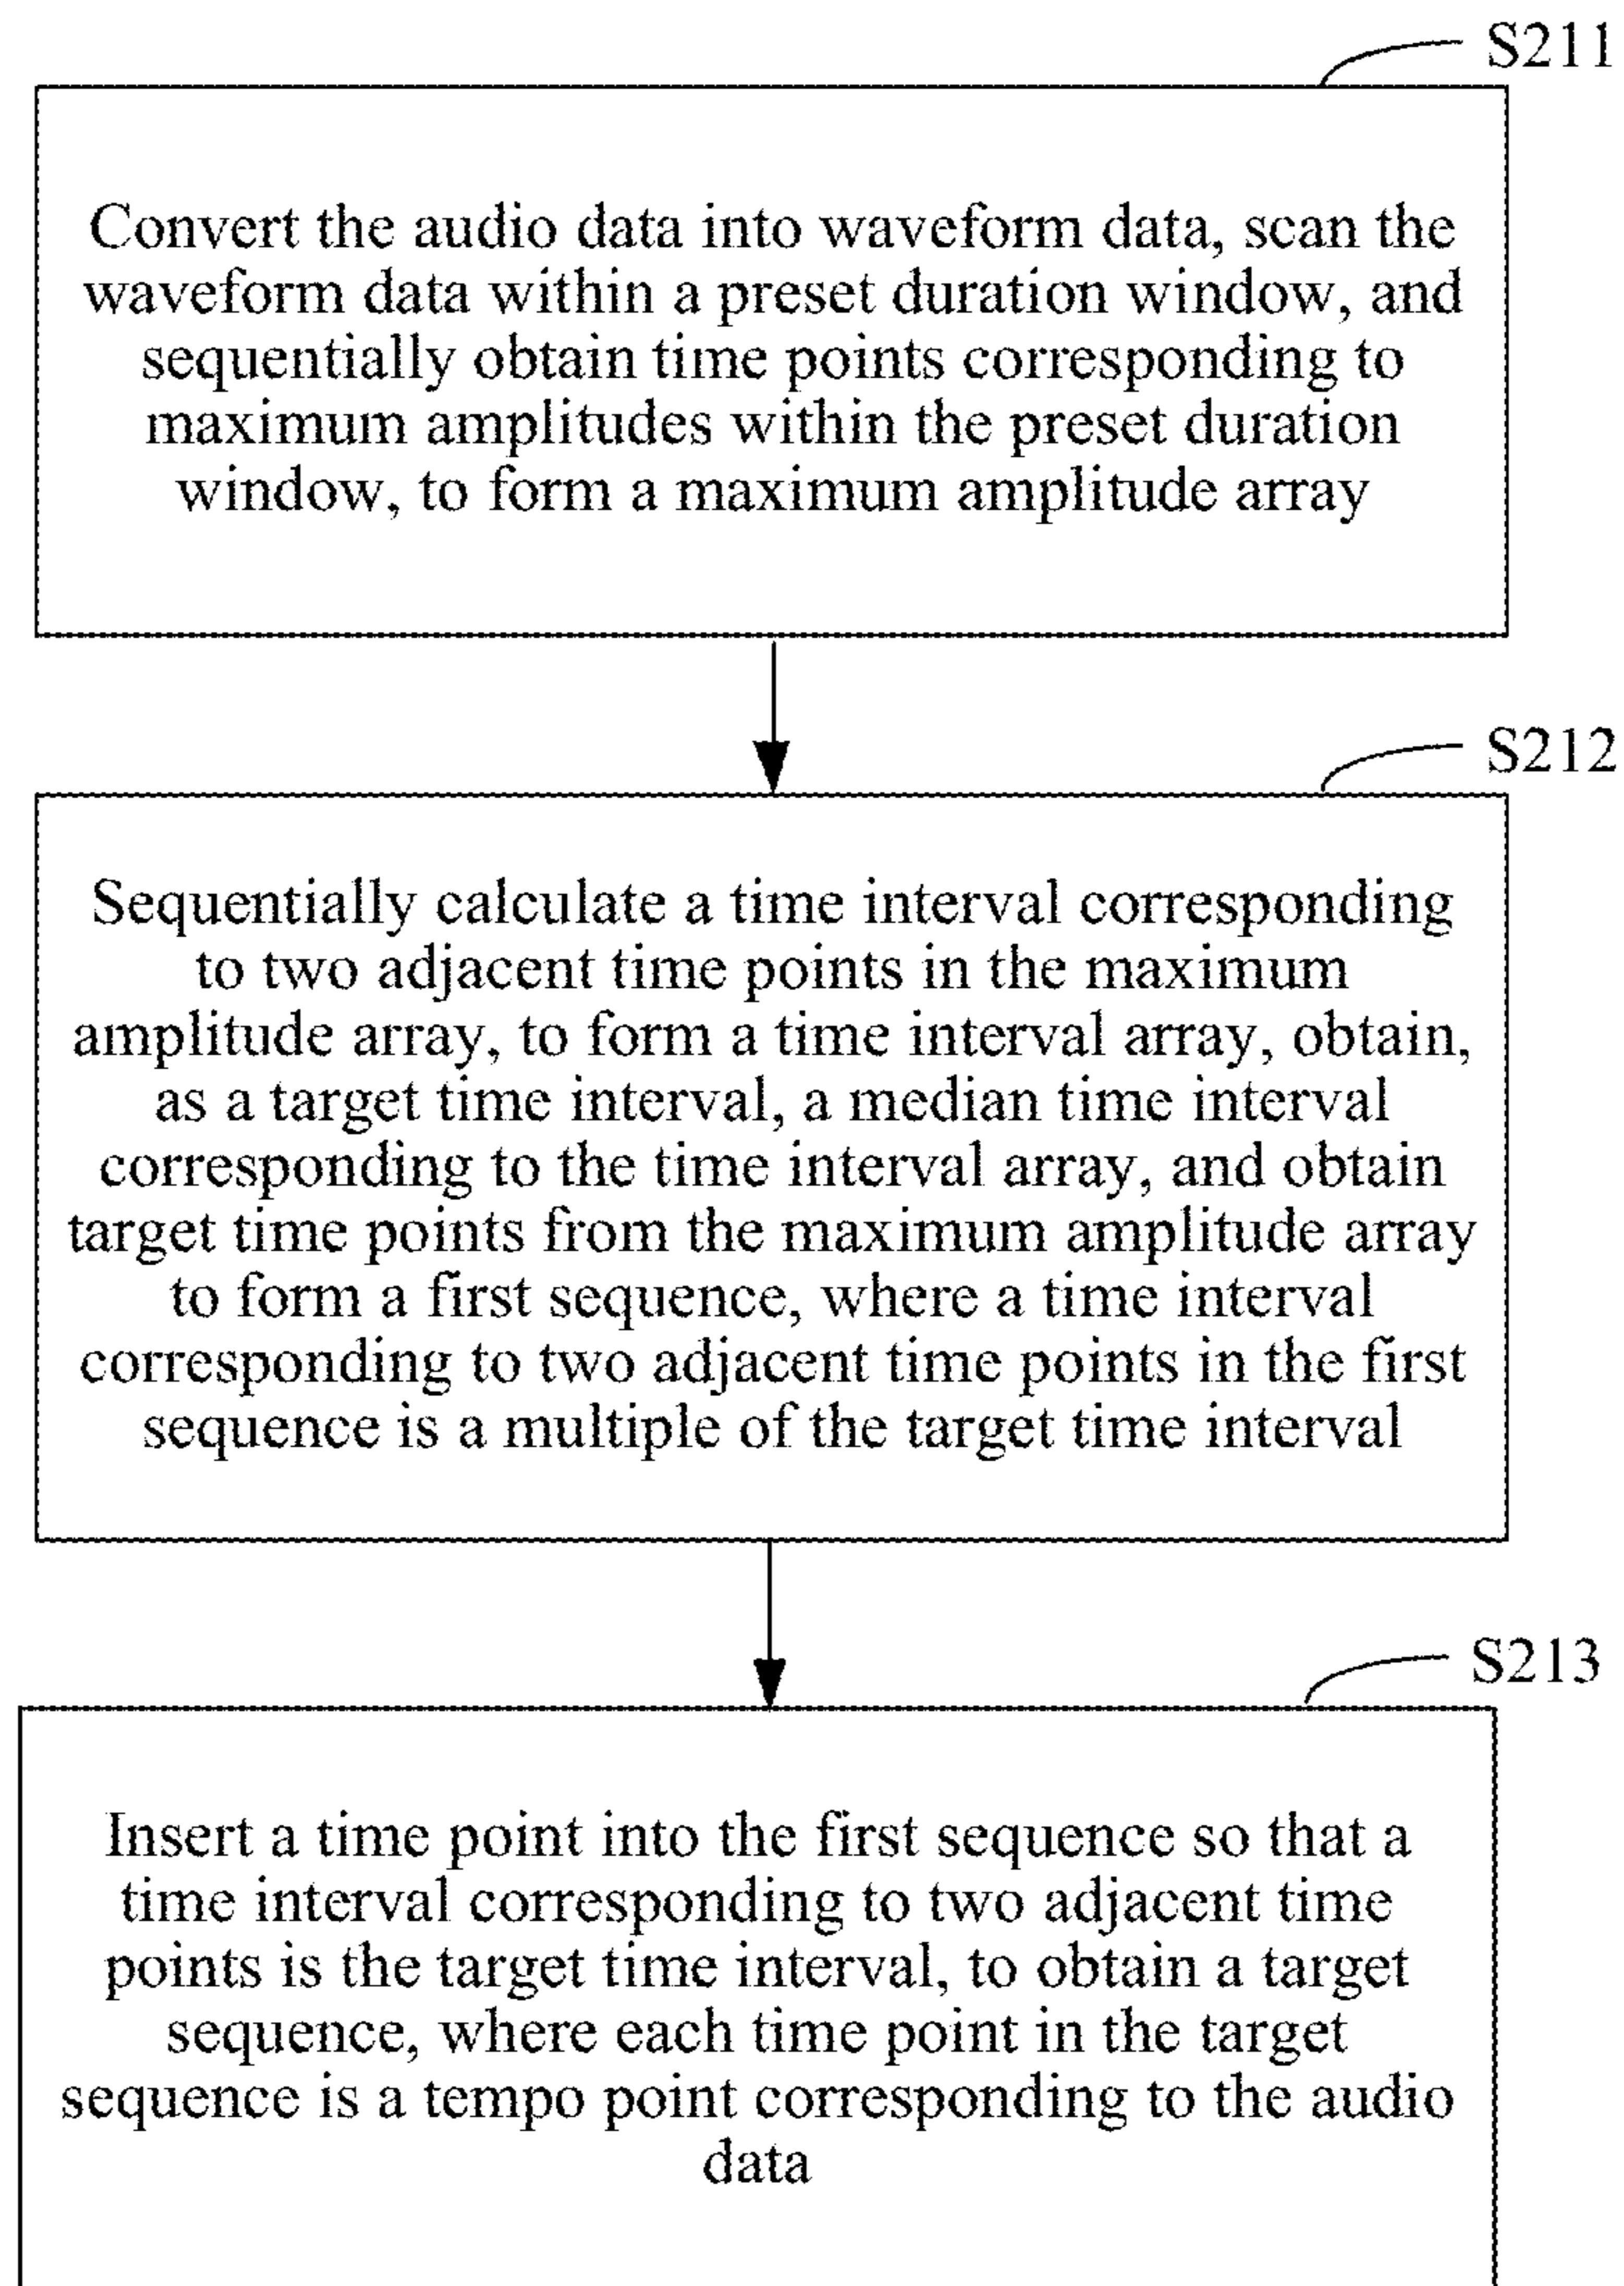 S211
Convert the audio data into waveform data, scan the
waveform data within a preset duration window, and
sequentially obtain time points corresponding to
maximum amplitudes within the preset duration
window, to form a maximum amplitude array
S212
Sequentially calculate a time interval corresponding
to two adjacent time points in the maximum
amplitude array, to form a time interval array, obtain,
as a target time interval, a median time interval
corresponding to the time interval array, and obtain
target time points from the maximum amplitude array
to form a first sequence, where a time interval
corresponding to two adjacent time points in the first
sequence is a multiple of the target time interval
S213
Insert a time point into the first sequence so that a
time interval corresponding to two adjacent time
points is the target time interval, to obtain a target
sequence, where each time point in the target
sequence is a tempo point corresponding to the audio
data